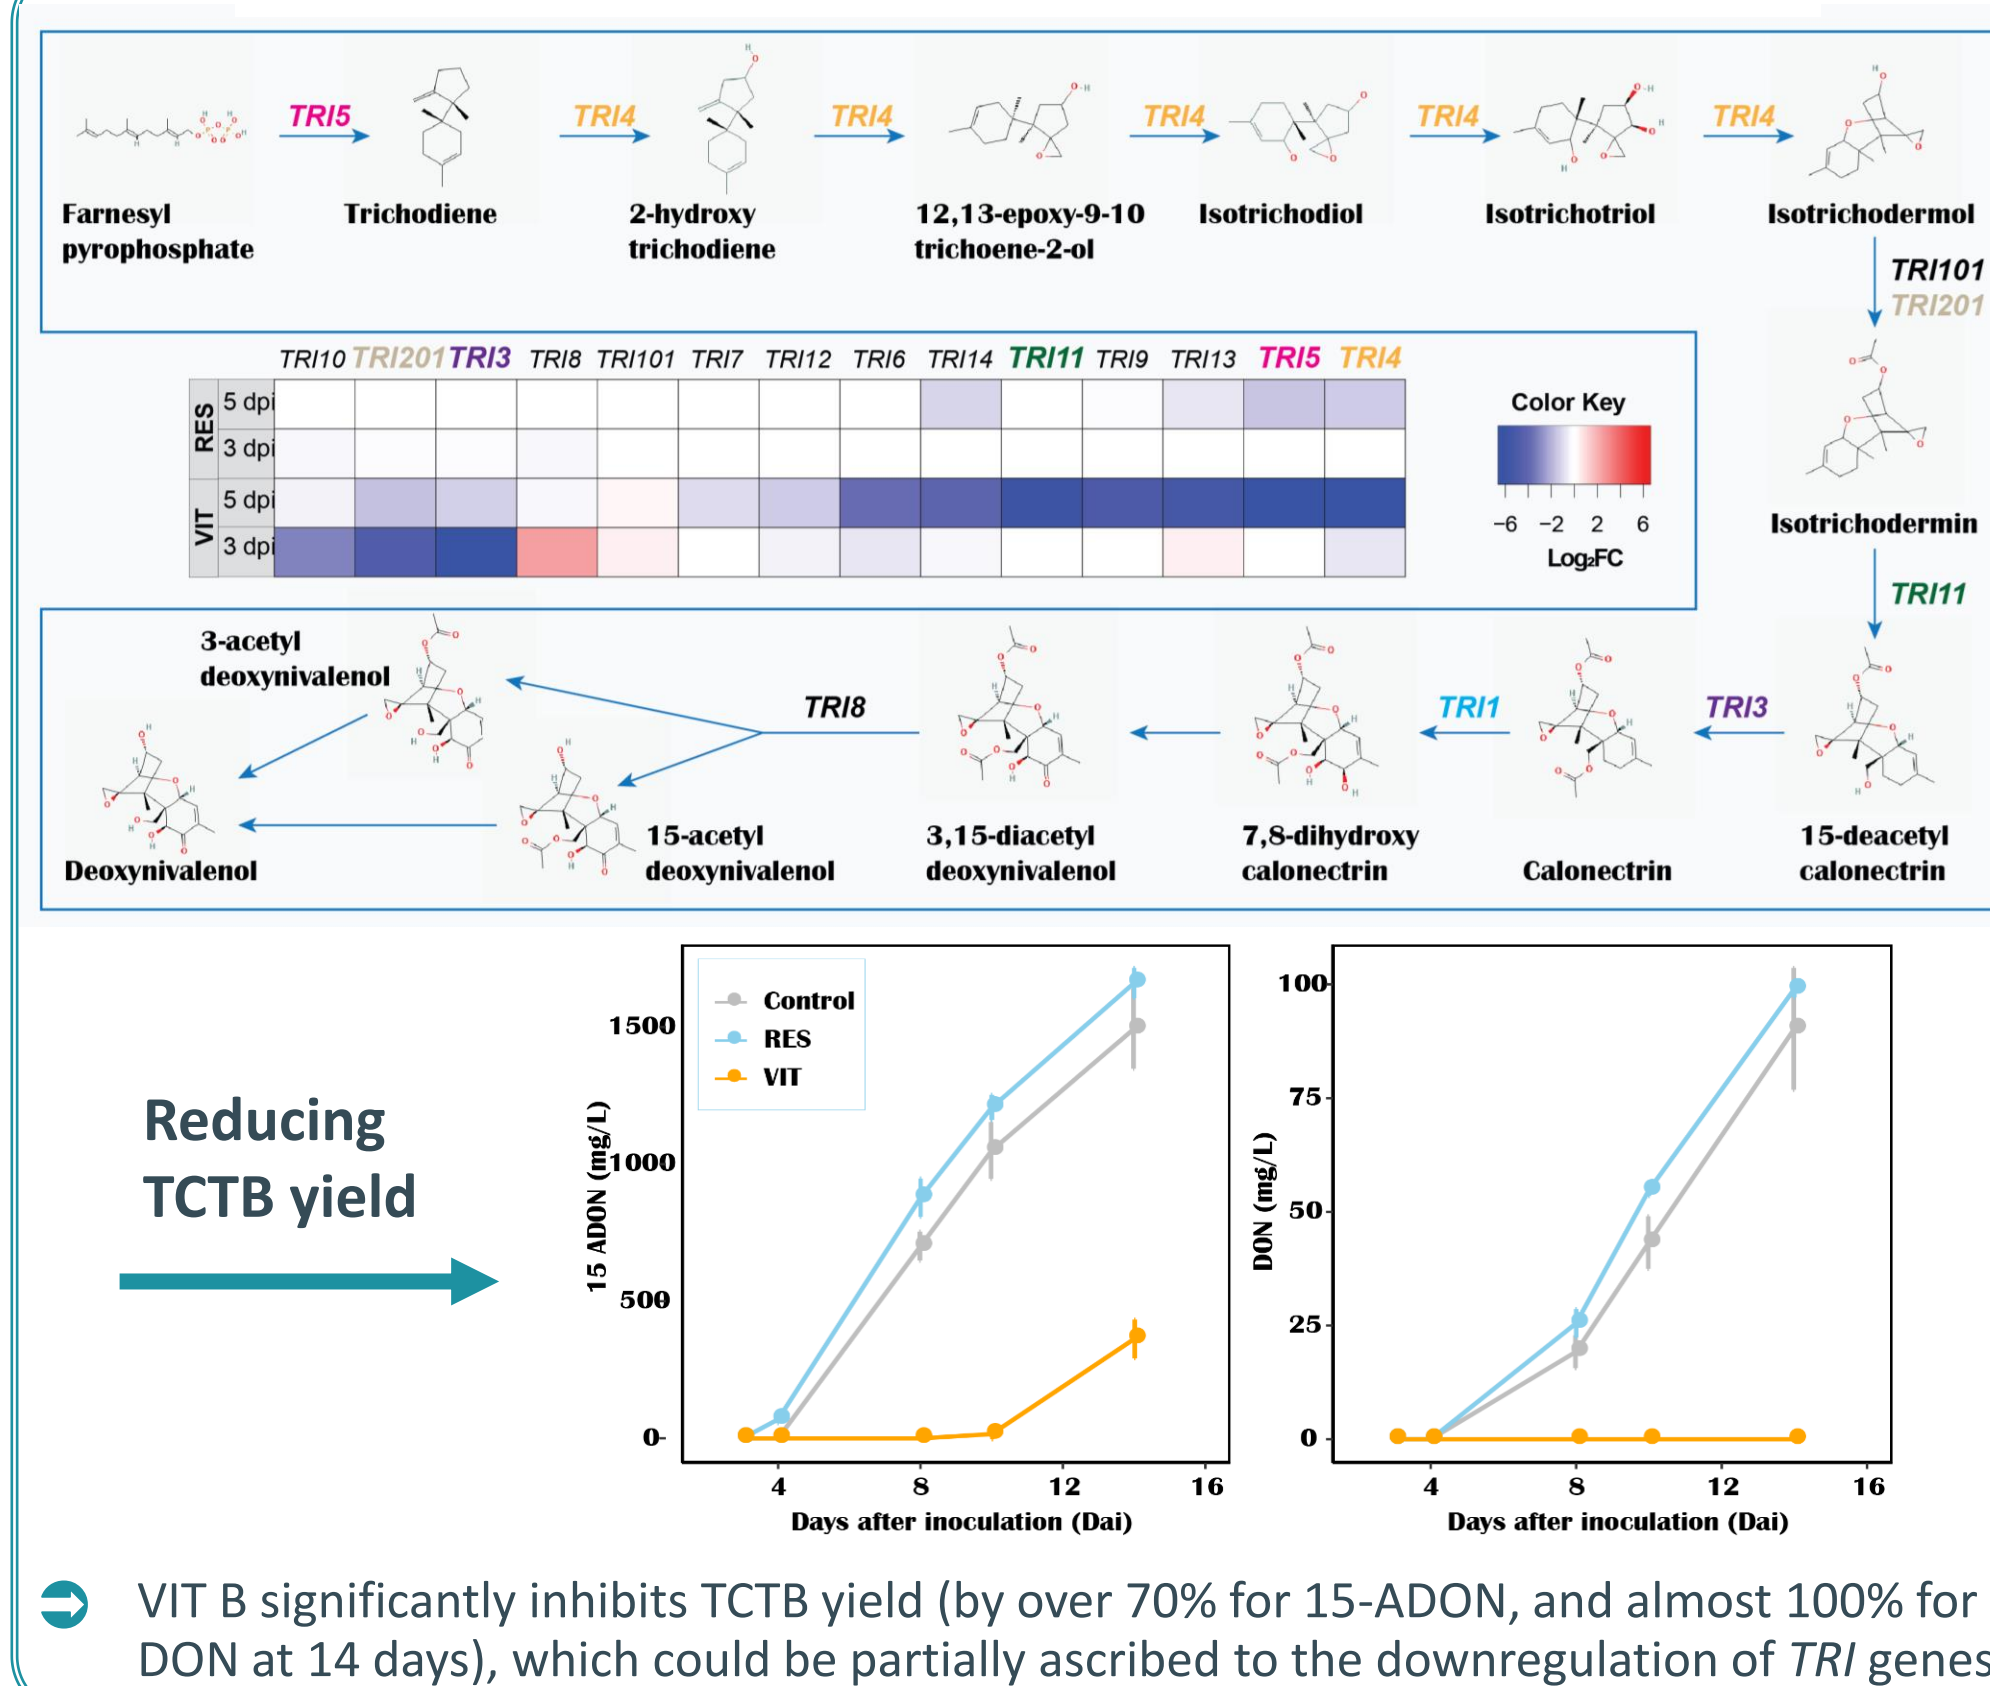 TRI5
TRI4
TRI4
TRI4
TRI4
TRI4
Farnesyl
pyrophosphate
Trichodiene
2-hydroxy
trichodiene
12,13-epoxy-9-10
trichoene-2-ol
Isotrichodiol
Isotrichotriol
Isotrichodermol
TRI101
TRI201
TRI10 TRI201 TRI3 TRI8 TRI101 TRI7 TRI12 TRI6 TRI14 TRI11 TRI9 TRI13 TRI5 TRI4
RES
5 dpi
3 dpi
VIT
5 dpi
3 dpi
Color Key
−6 −2 2 6
Log₂FC
Isotrichodermin
TRI11
3-acetyl
deoxynivalenol
TRI8
TRI1
TRI3
Deoxynivalenol
15-acetyl
deoxynivalenol
3,15-diacetyl
deoxynivalenol
7,8-dihydroxy
calonectrin
Calonectrin
15-deacetyl
calonectrin
Reducing
TCTB yield
Control
RES
VIT
15 ADON (mg/L)
1500
1000
500
0
4 8 12 16
Days after inoculation (Dai)
DON (mg/L)
100
75
50
25
0
4 8 12 16
Days after inoculation (Dai)
VIT B significantly inhibits TCTB yield (by over 70% for 15-ADON, and almost 100% for
DON at 14 days), which could be partially ascribed to the downregulation of TRI genes